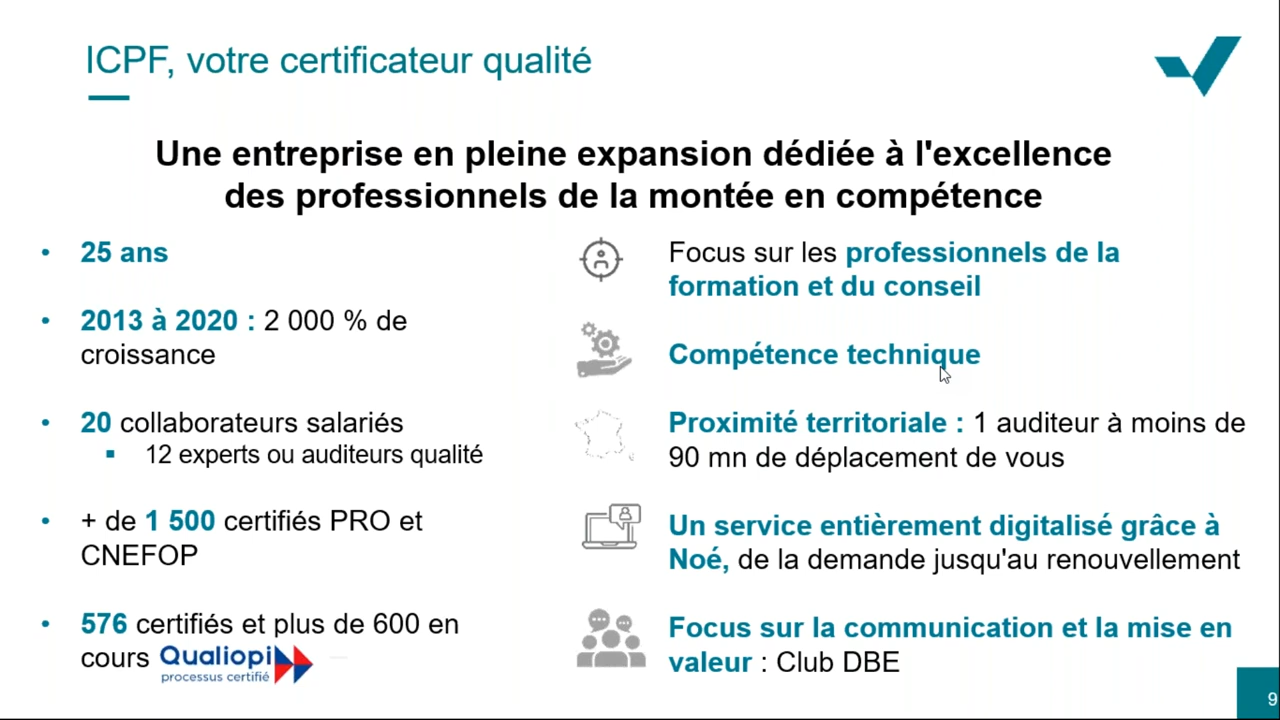 ICPF, votre certificateur qualité
Une entreprise en pleine expansion dédiée à l'excellence
des professionnels de la montée en compétence
• 25 ans
• 2013 à 2020 : 2 000 % de
croissance
• 20 collaborateurs salariés
▪ 12 experts ou auditeurs qualité
• + de 1 500 certifiés PRO et
CNEFOP
• 576 certifiés et plus de 600 en
cours Qualiopi
processus certifié
Focus sur les professionnels de la
formation et du conseil
Compétence technique
Proximité territoriale : 1 auditeur à moins de
90 mn de déplacement de vous
Un service entièrement digitalisé grâce à
Noé, de la demande jusqu'au renouvellement
Focus sur la communication et la mise en
valeur : Club DBE
9